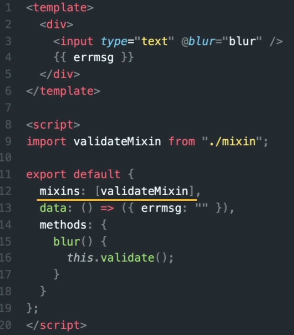 1 <template>
2   <div>
3     <input type="text" @blur="blur" />
4     {{ errmsg }}
5   </div>
6 </template>
7
8 <script>
9 import validateMixin from "./mixin";
10
11 export default {
12   mixins: [validateMixin],
13   data: () => ({ errmsg: "" }),
14   methods: {
15     blur() {
16       this.validate();
17     }
18   }
19 };
20 </script>